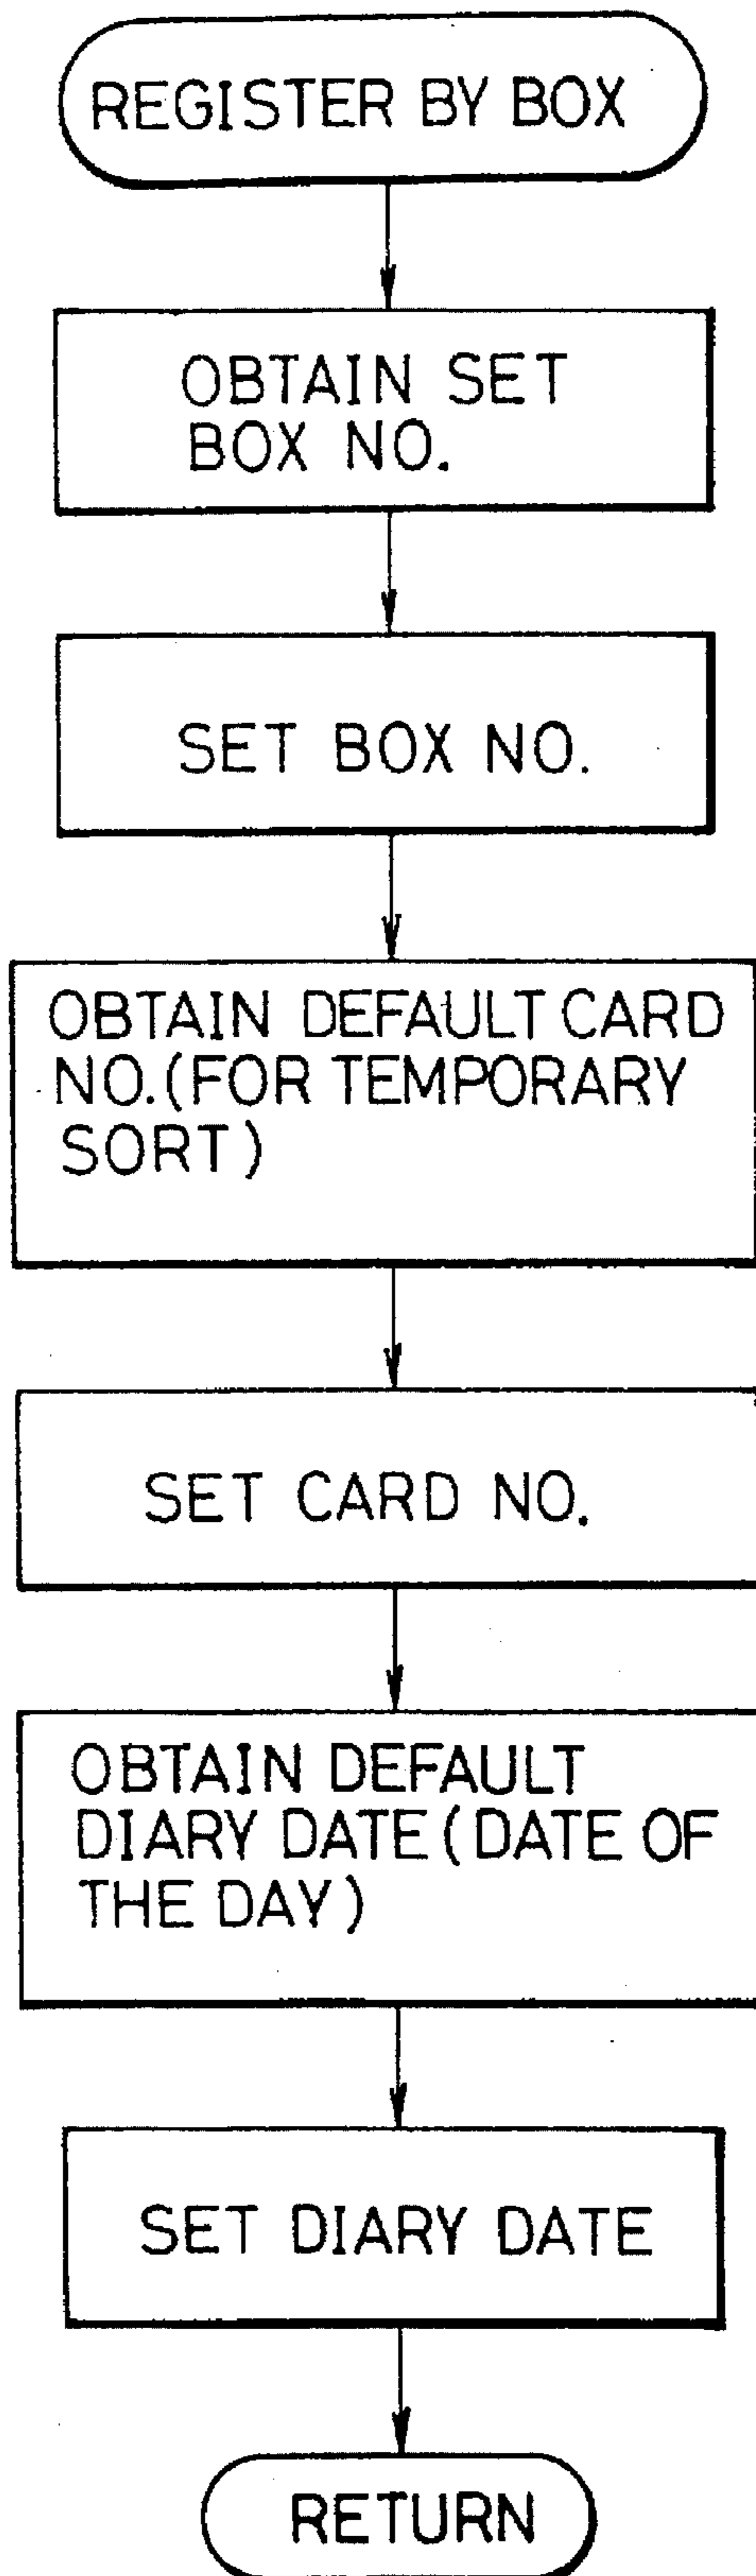 REGISTER BY BOX
OBTAIN SET
BOX NO.
SET BOX NO.
OBTAIN DEFAULT CARD
NO.(FOR TEMPORARY
SORT)
SET CARD NO.
OBTAIN DEFAULT
DIARY DATE(DATE OF
THE DAY)
SET DIARY DATE
RETURN